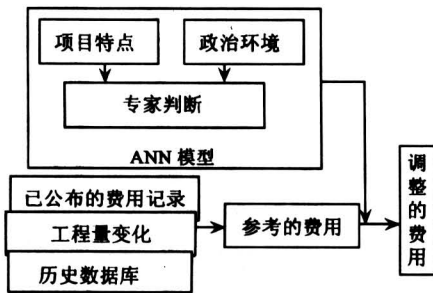 项目特点
政治环境
专家判断
ANN 模型
已公布的费用记录
工程量变化
历史数据库
参考的费用
调整的费用